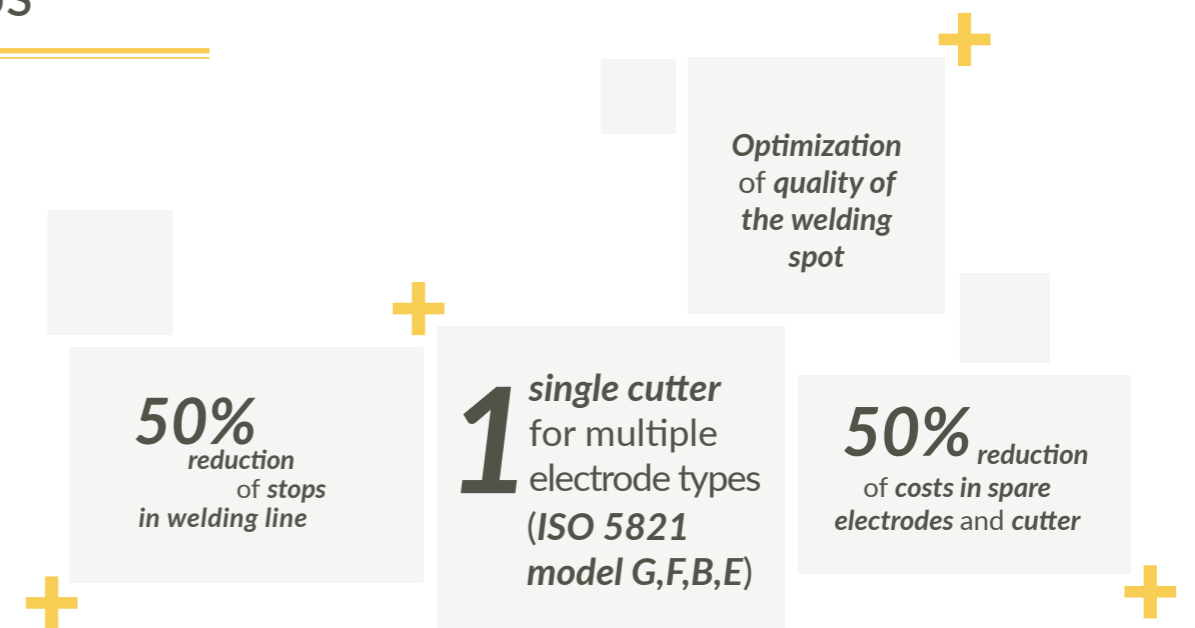 Optimization
of quality of
the welding
spot
50%
reduction
of stops
in welding line
1 single cutter
for multiple
electrode types
(ISO 5821
model G,F,B,E)
50% reduction
of costs in spare
electrodes and cutter